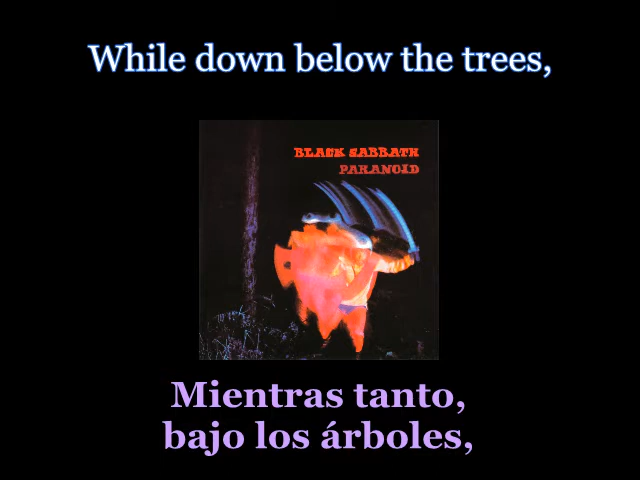 While down below the trees,
BLACK SABBATH
PARANOID
Mientras tanto,
bajo los árboles,